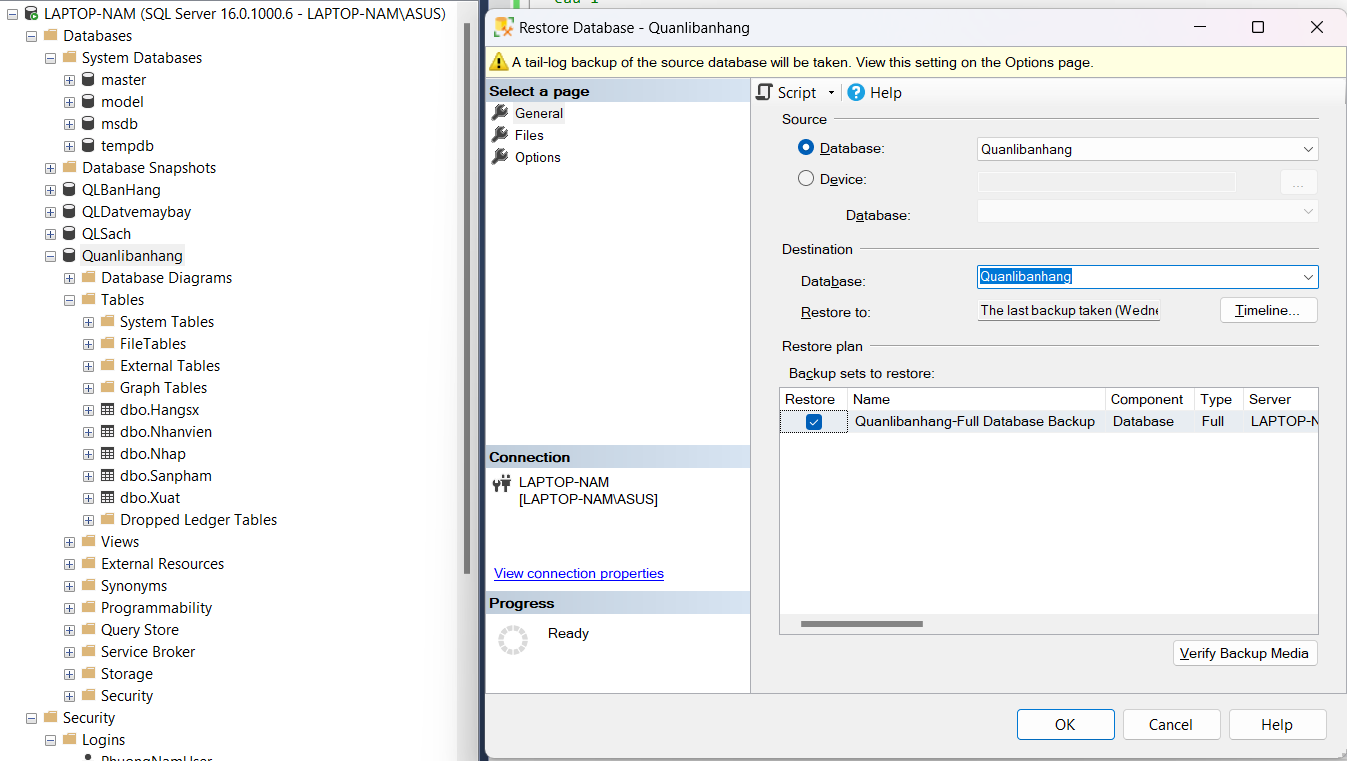 LAPTOP-NAM (SQL Server 16.0.1000.6 - LAPTOP-NAM\ASUS)
Databases
System Databases
master
model
msdb
tempdb
Database Snapshots
QLBanHang
QLDatvemaybay
QLSach
Quanlibanhang
Database Diagrams
Tables
System Tables
FileTables
External Tables
Graph Tables
dbo.Hangsx
dbo.Nhanvien
dbo.Nhap
dbo.Sanpham
dbo.Xuat
Dropped Ledger Tables
Views
External Resources
Synonyms
Programmability
Query Store
Service Broker
Storage
Security
Security
Logins
PhuongNamUser
Restore Database - Quanlibanhang
A tail-log backup of the source database will be taken. View this setting on the Options page.
Select a page
General
Files
Options
Connection
LAPTOP-NAM
[LAPTOP-NAM\ASUS]
View connection properties
Progress
Ready
Script Help
Source
Database: Quanlibanhang
Device: ...
Database:
Destination
Database: Quanlibanhang
Restore to: The last backup taken (Wedne Timeline...
Restore plan
Backup sets to restore:
Restore Name Component Type Server
Quanlibanhang-Full Database Backup Database Full LAPTOP-N
Verify Backup Media
OK Cancel Help